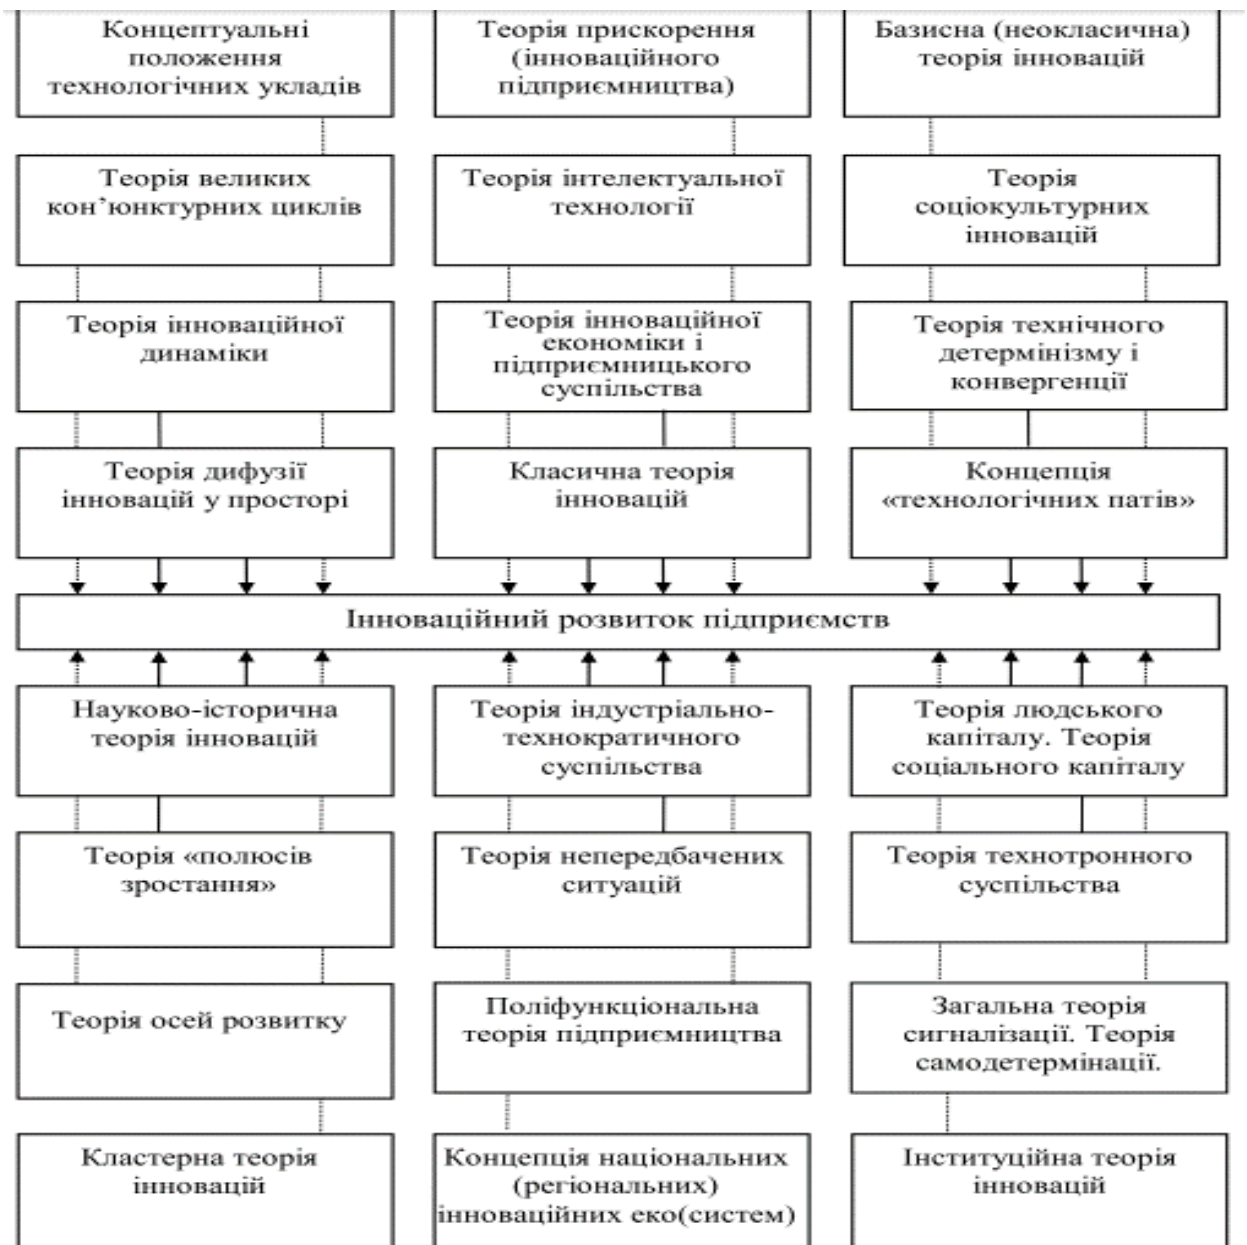 Концептуальні
положення
технологічних укладів
Теорія прискорення
(інноваційного
підприємництва)
Базисна (неокласична)
теорія інновацій
Теорія великих
кон’юнктурних циклів
Теорія інтелектуальної
технології
Теорія
соціокультурних
інновацій
Теорія інноваційної
динаміки
Теорія інноваційної
економіки і
підприємницького
суспільства
Теорія технічного
детермінізму і
конвергенції
Теорія дифузії
інновацій у просторі
Класична теорія
інновацій
Концепція
«технологічних патів»
Інноваційний розвиток підприємств
Науково-історична
теорія інновацій
Теорія індустріально-
технократичного
суспільства
Теорія людського
капіталу. Теорія
соціального капіталу
Теорія «полюсів
зростання»
Теорія непередбачених
ситуацій
Теорія технотронного
суспільства
Теорія осей розвитку
Поліфункціональна
теорія підприємництва
Загальна теорія
сигналізації. Теорія
самодетермінації.
Кластерна теорія
інновацій
Концепція національних
(регіональних)
інноваційних еко(систем)
Інституційна теорія
інновацій